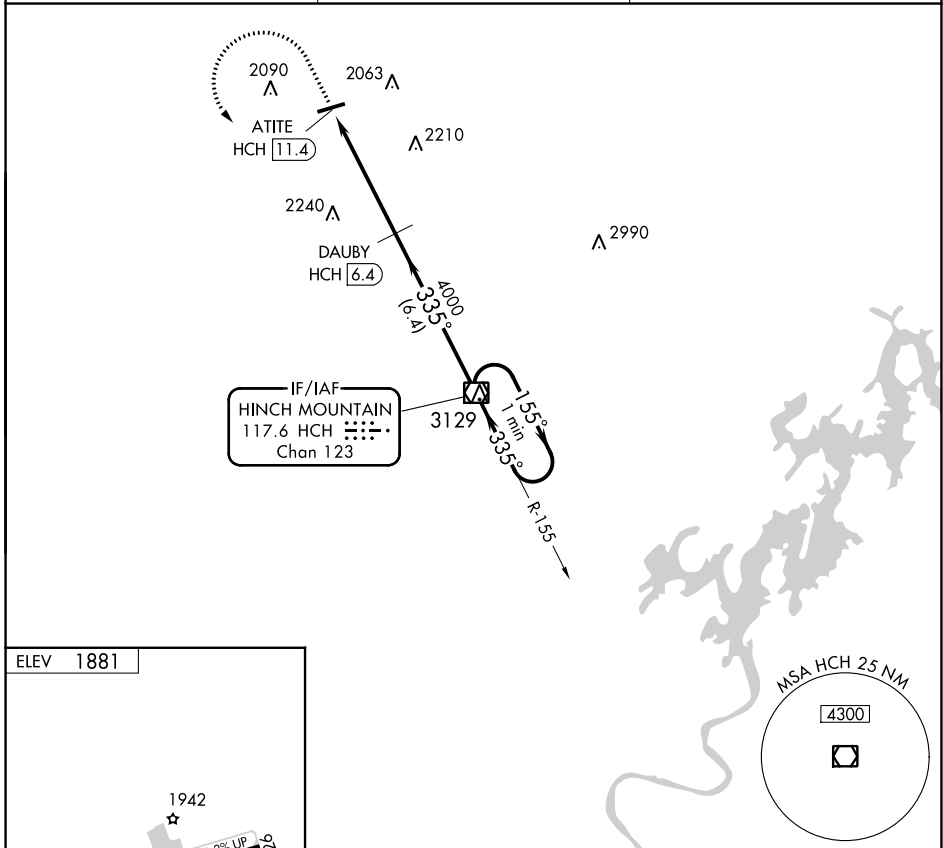 2090
2063
ATITE
HCH 11.4
2210
2240
2990
DAUBY
HCH 6.4
4000
335°
(6.4)
IF/IAF
HINCH MOUNTAIN
117.6 HCH
Chan 123
3129
155°
1 min
335°
R-155
ELEV 1881
MSA HCH 25 NM
4300
1942
% UP
26